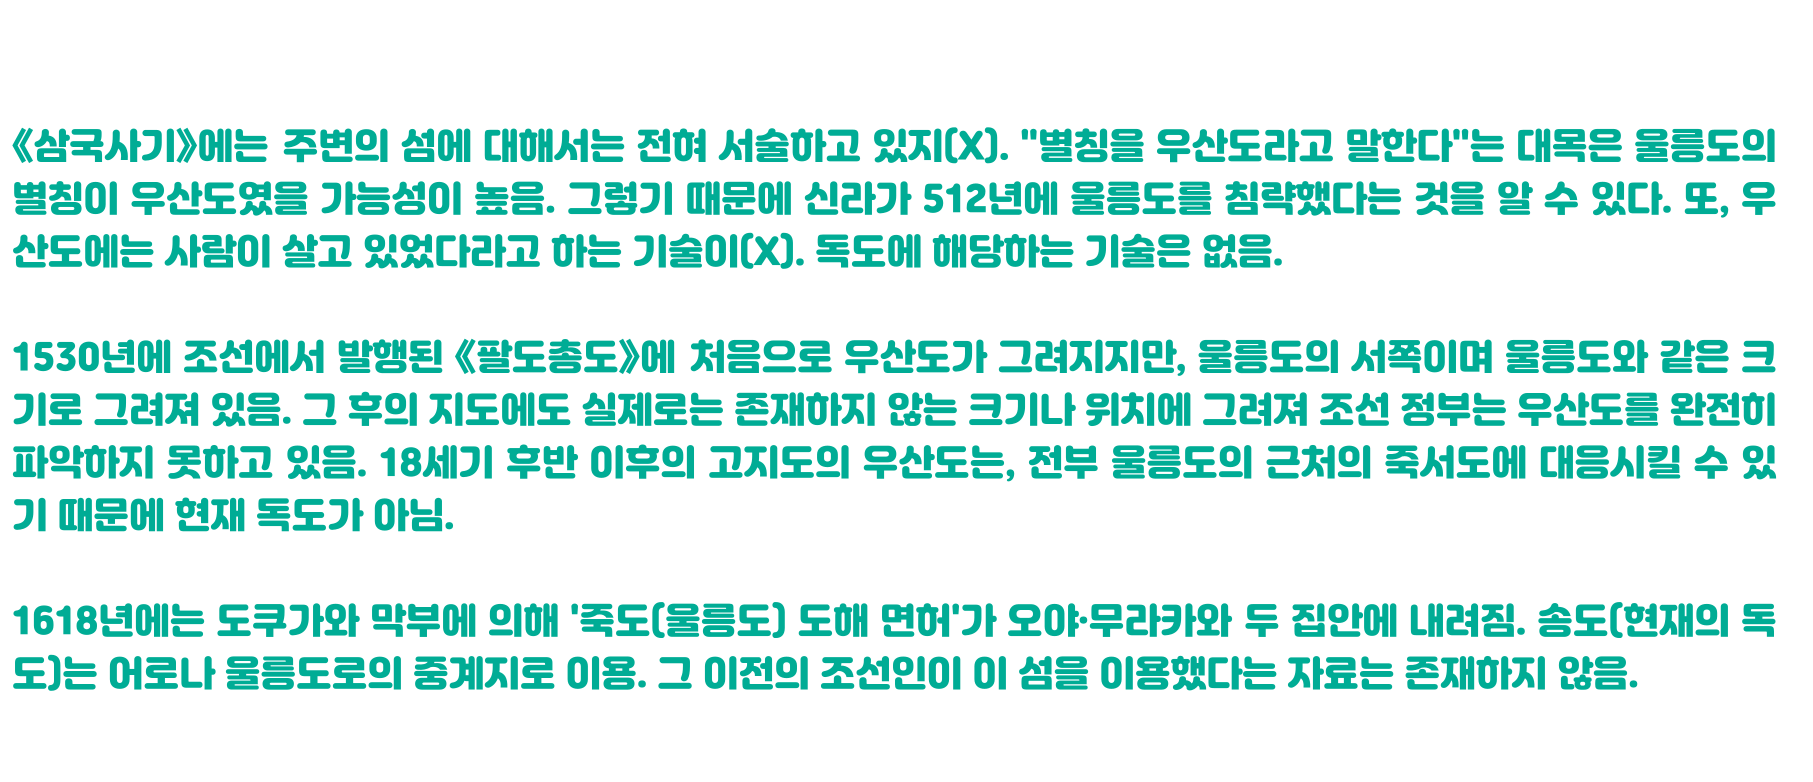 《삼국사기》에는 주변의 섬에 대해서는 전혀 서술하고 있지(X). "별칭을 우산도라고 말한다"는 대목은 울릉도의
별칭이 우산도였을 가능성이 높음. 그렇기 때문에 신라가 512년에 울릉도를 침략했다는 것을 알 수 있다. 또, 우
산도에는 사람이 살고 있었다라고 하는 기술이(X). 독도에 해당하는 기술은 없음.
1530년에 조선에서 발행된 《팔도총도》에 처음으로 우산도가 그려지지만, 울릉도의 서쪽이며 울릉도와 같은 크
기로 그려져 있음. 그 후의 지도에도 실제로는 존재하지 않는 크기나 위치에 그려져 조선 정부는 우산도를 완전히
파악하지 못하고 있음. 18세기 후반 이후의 고지도의 우산도는, 전부 울릉도의 근처의 죽서도에 대응시킬 수 있
기 때문에 현재 독도가 아님.
1618년에는 도쿠가와 막부에 의해 '죽도(울릉도) 도해 면허'가 오야·무라카와 두 집안에 내려짐. 송도(현재의 독
도)는 어로나 울릉도로의 중계지로 이용. 그 이전의 조선인이 이 섬을 이용했다는 자료는 존재하지 않음.